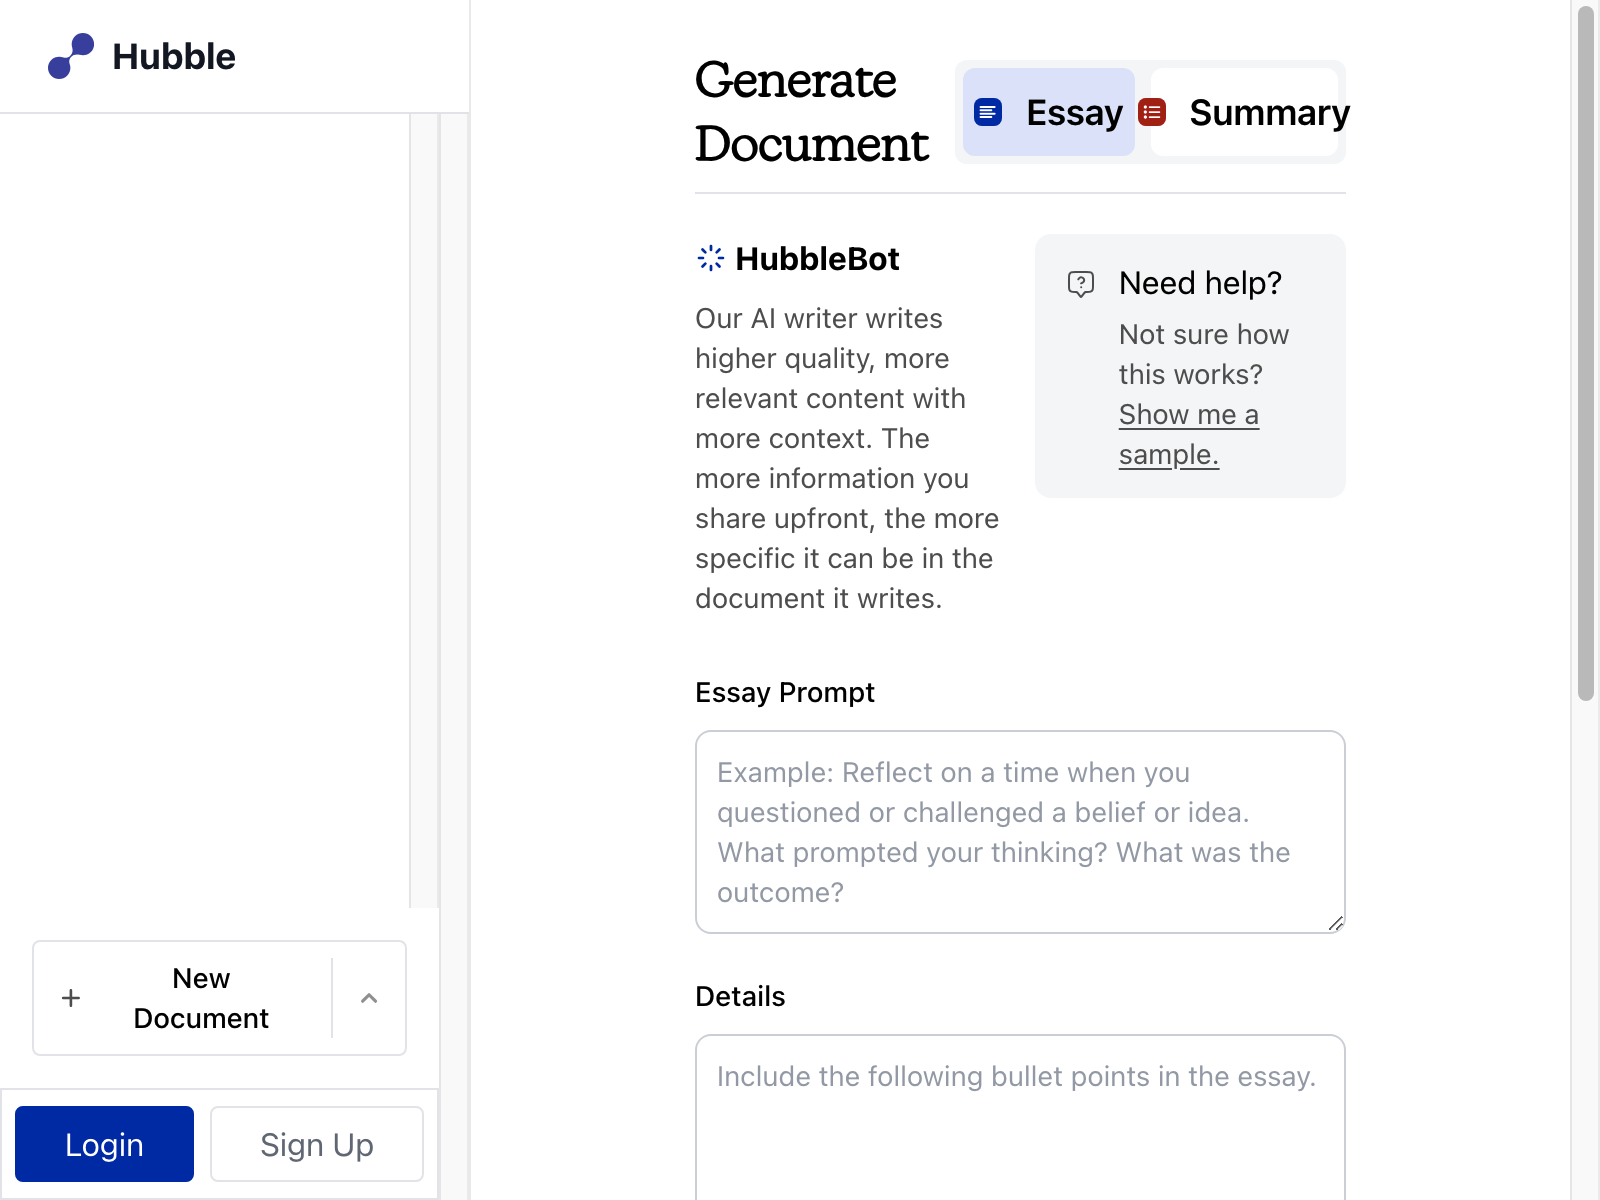 Hubble
New
Document
Login
Sign Up
Generate
Document
Essay
Summary
HubbleBot
Our AI writer writes
higher quality, more
relevant content with
more context. The
more information you
share upfront, the more
specific it can be in the
document it writes.
Need help?
Not sure how
this works?
Show me a
sample.
Essay Prompt
Example: Reflect on a time when you
questioned or challenged a belief or idea.
What prompted your thinking? What was the
outcome?
Details
Include the following bullet points in the essay.